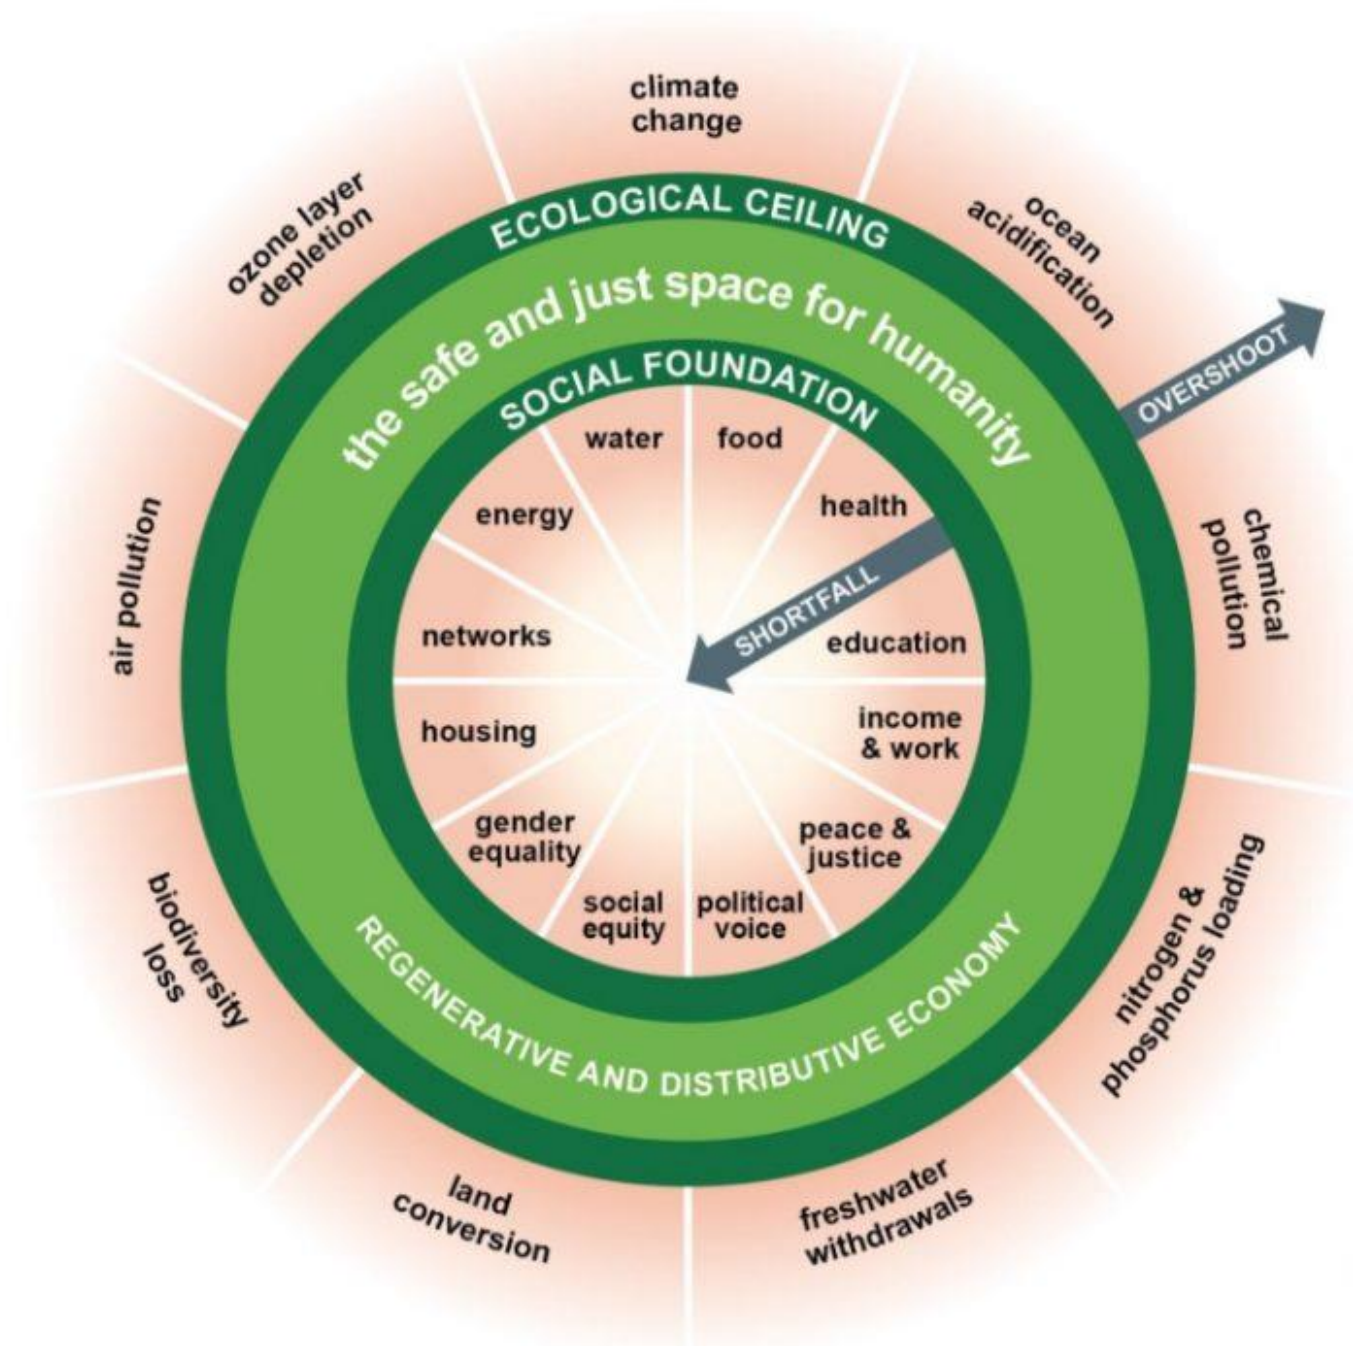 climate
change
ocean
acidification
OVERSHOOT
chemical
pollution
nitrogen &
phosphorus loading
freshwater
withdrawals
land
conversion
biodiversity
loss
air pollution
ozone layer
depletion
ECOLOGICAL CEILING
the safe and just space for humanity
SOCIAL FOUNDATION
water
food
health
SHORTFALL
education
income
& work
peace &
justice
political
voice
social
equity
gender
equality
housing
networks
energy
REGENERATIVE AND DISTRIBUTIVE ECONOMY